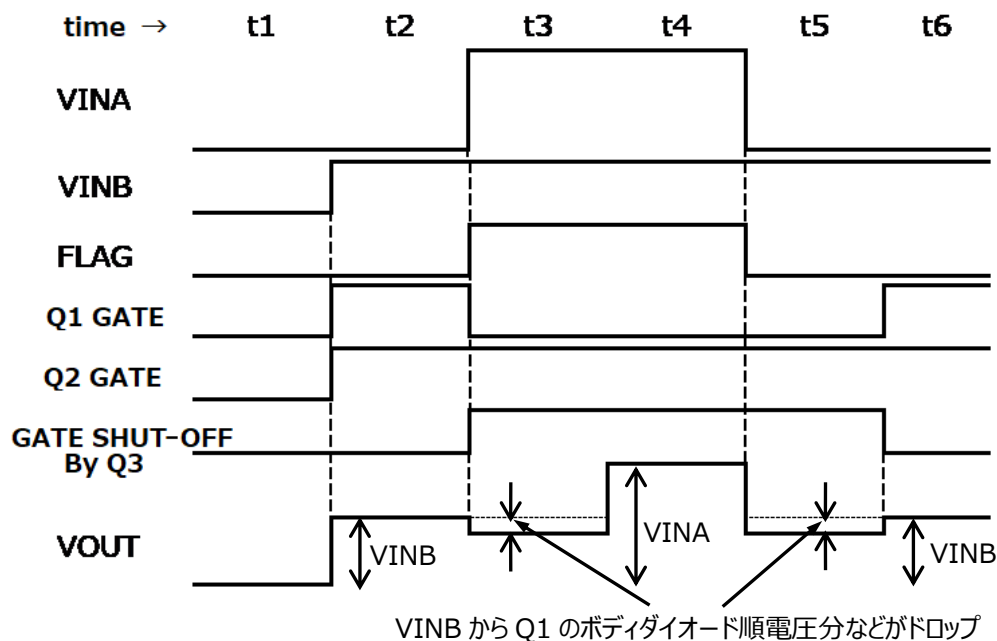 time → t1 t2 t3 t4 t5 t6
VINA
VINB
FLAG
Q1 GATE
Q2 GATE
GATE SHUT-OFF
By Q3
VOUT
VINB
VINA
VINB
VINB から Q1 のボディダイオード順電圧分などがドロップ